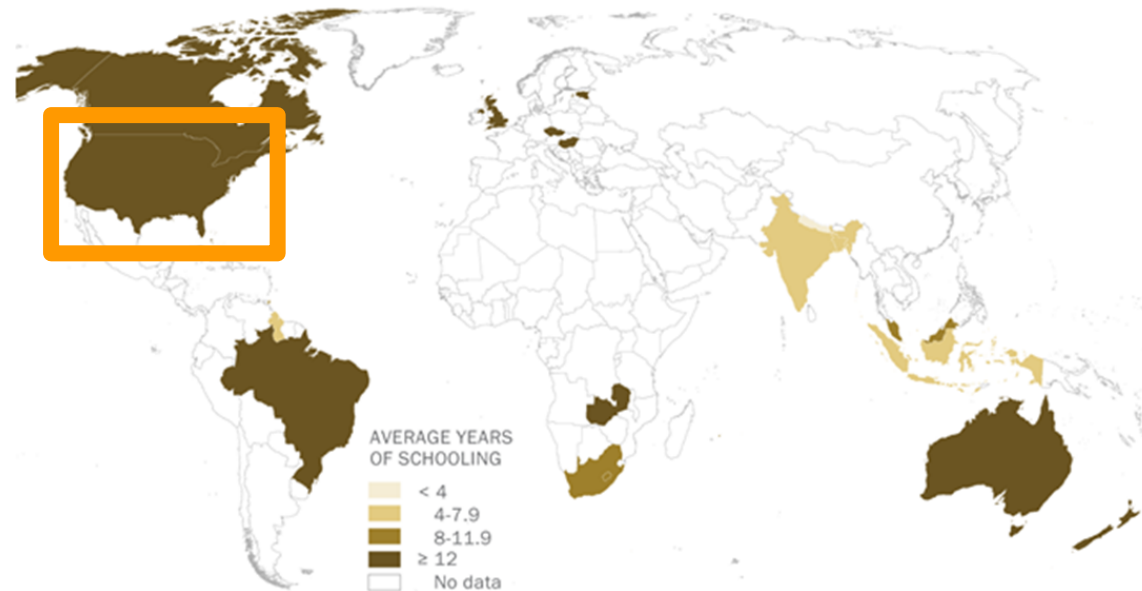 AVERAGE YEARS
OF SCHOOLING
< 4
4-7.9
8-11.9
≥ 12
No data